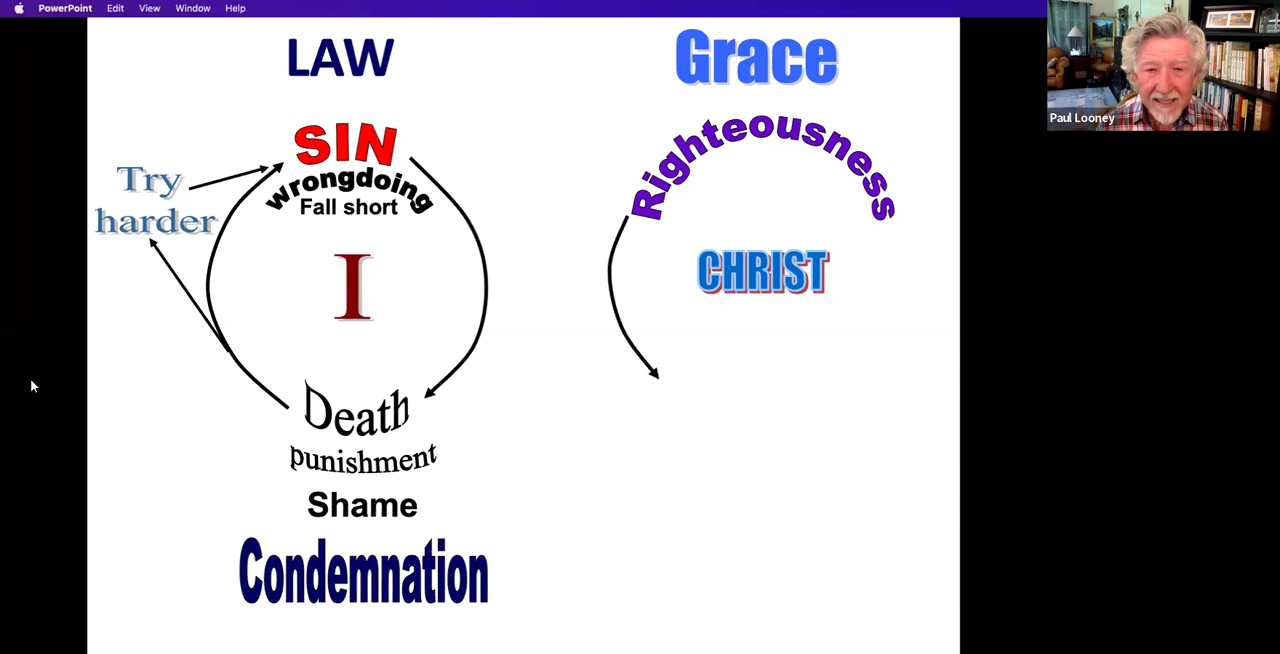 PowerPoint Edit View Window Help
LAW
SIN
wrongdoing
Fall short
Try
harder
I
Death
punishment
Shame
Condemnation
Grace
Righteousness
CHRIST
Paul Looney